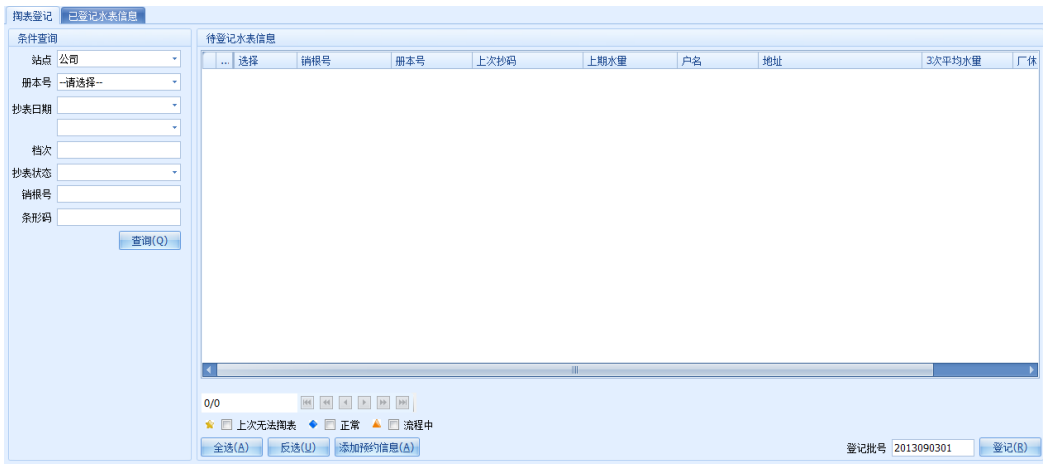 掏表登记 已登记水表信息
条件查询
站点 公司
册本号 --请选择--
抄表日期
档次
抄表状态
销根号
条形码
查询(Q)
待登记水表信息
... 选择 销根号 册本号 上次抄码 上期水量 户名 地址 3次平均水量 厂休
0/0
上次无法掏表 正常 流程中
全选(A) 反选(U) 添加预约信息(A) 登记批号 2013090301 登记(R)